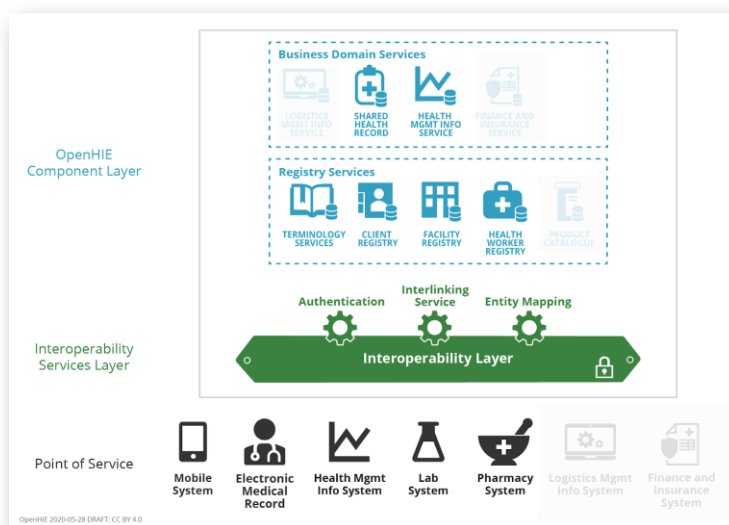 Business Domain Services
LOGISTICS
MGMT INFO
SERVICE
SHARED
HEALTH
RECORD
HEALTH
MGMT INFO
SERVICE
FINANCE AND
INSURANCE
SERVICE
OpenHIE
Component Layer
Registry Services
TERMINOLOGY
SERVICES
CLIENT
REGISTRY
FACILITY
REGISTRY
HEALTH
WORKER
REGISTRY
PRODUCT
CATALOGUE
Authentication
Interlinking
Service
Entity Mapping
Interoperability
Services Layer
Interoperability Layer
Point of Service
Mobile
System
Electronic
Medical
Record
Health Mgmt
Info System
Lab
System
Pharmacy
System
Logistics Mgmt
Info System
Finance and
Insurance
System
OpenHIE 2020-05-28 DRAFT; CC BY 4.0